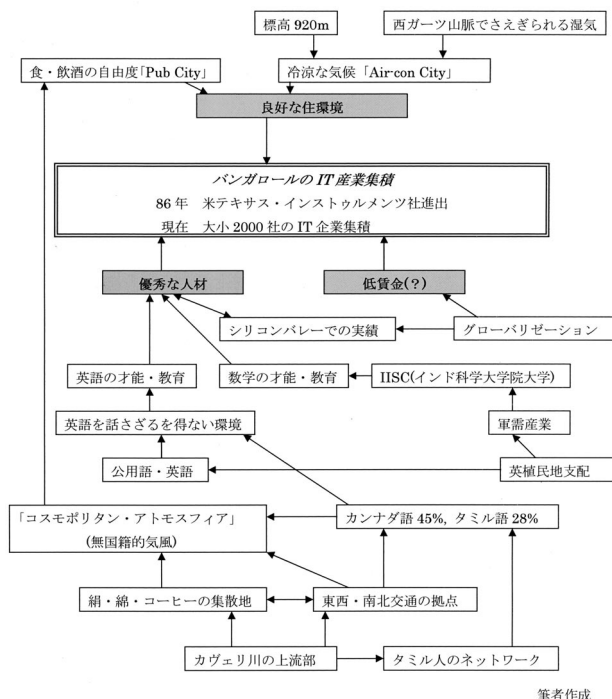 標高 920m
西ガーツ山脈でさえぎられる湿気
食・飲酒の自由度「Pub City」
冷涼な気候「Air-con City」
良好な住環境
バンガロールの IT 産業集積
86 年 米テキサス・インストゥルメンツ社進出
現在 大小 2000 社の IT 企業集積
優秀な人材
低賃金(？)
シリコンバレーでの実績
グローバリゼーション
英語の才能・教育
数学の才能・教育
IISC(インド科学大学院大学)
英語を話さざるを得ない環境
軍需産業
公用語・英語
英植民地支配
「コスモポリタン・アトモスフィア」
(無国籍的気風)
カンナダ語 45%, タミル語 28%
絹・綿・コーヒーの集散地
東西・南北交通の拠点
カヴェリ川の上流部
タミル人のネットワーク
筆者作成